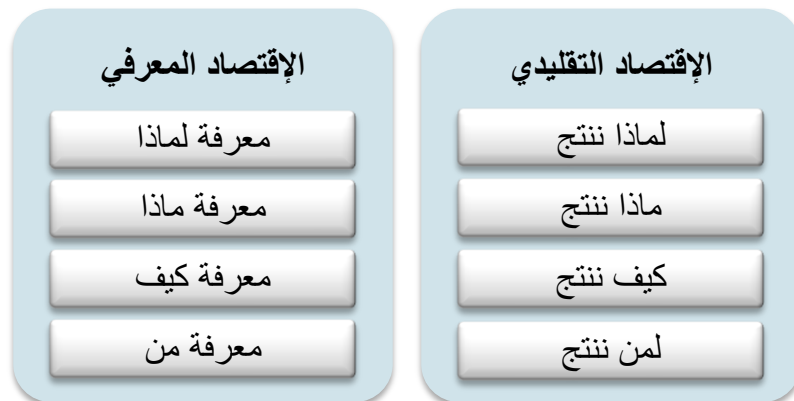 الإقتصاد التقليدي
لماذا ننتج
ماذا ننتج
كيف ننتج
لمن ننتج
الإقتصاد المعرفي
معرفة لماذا
معرفة ماذا
معرفة كيف
معرفة من